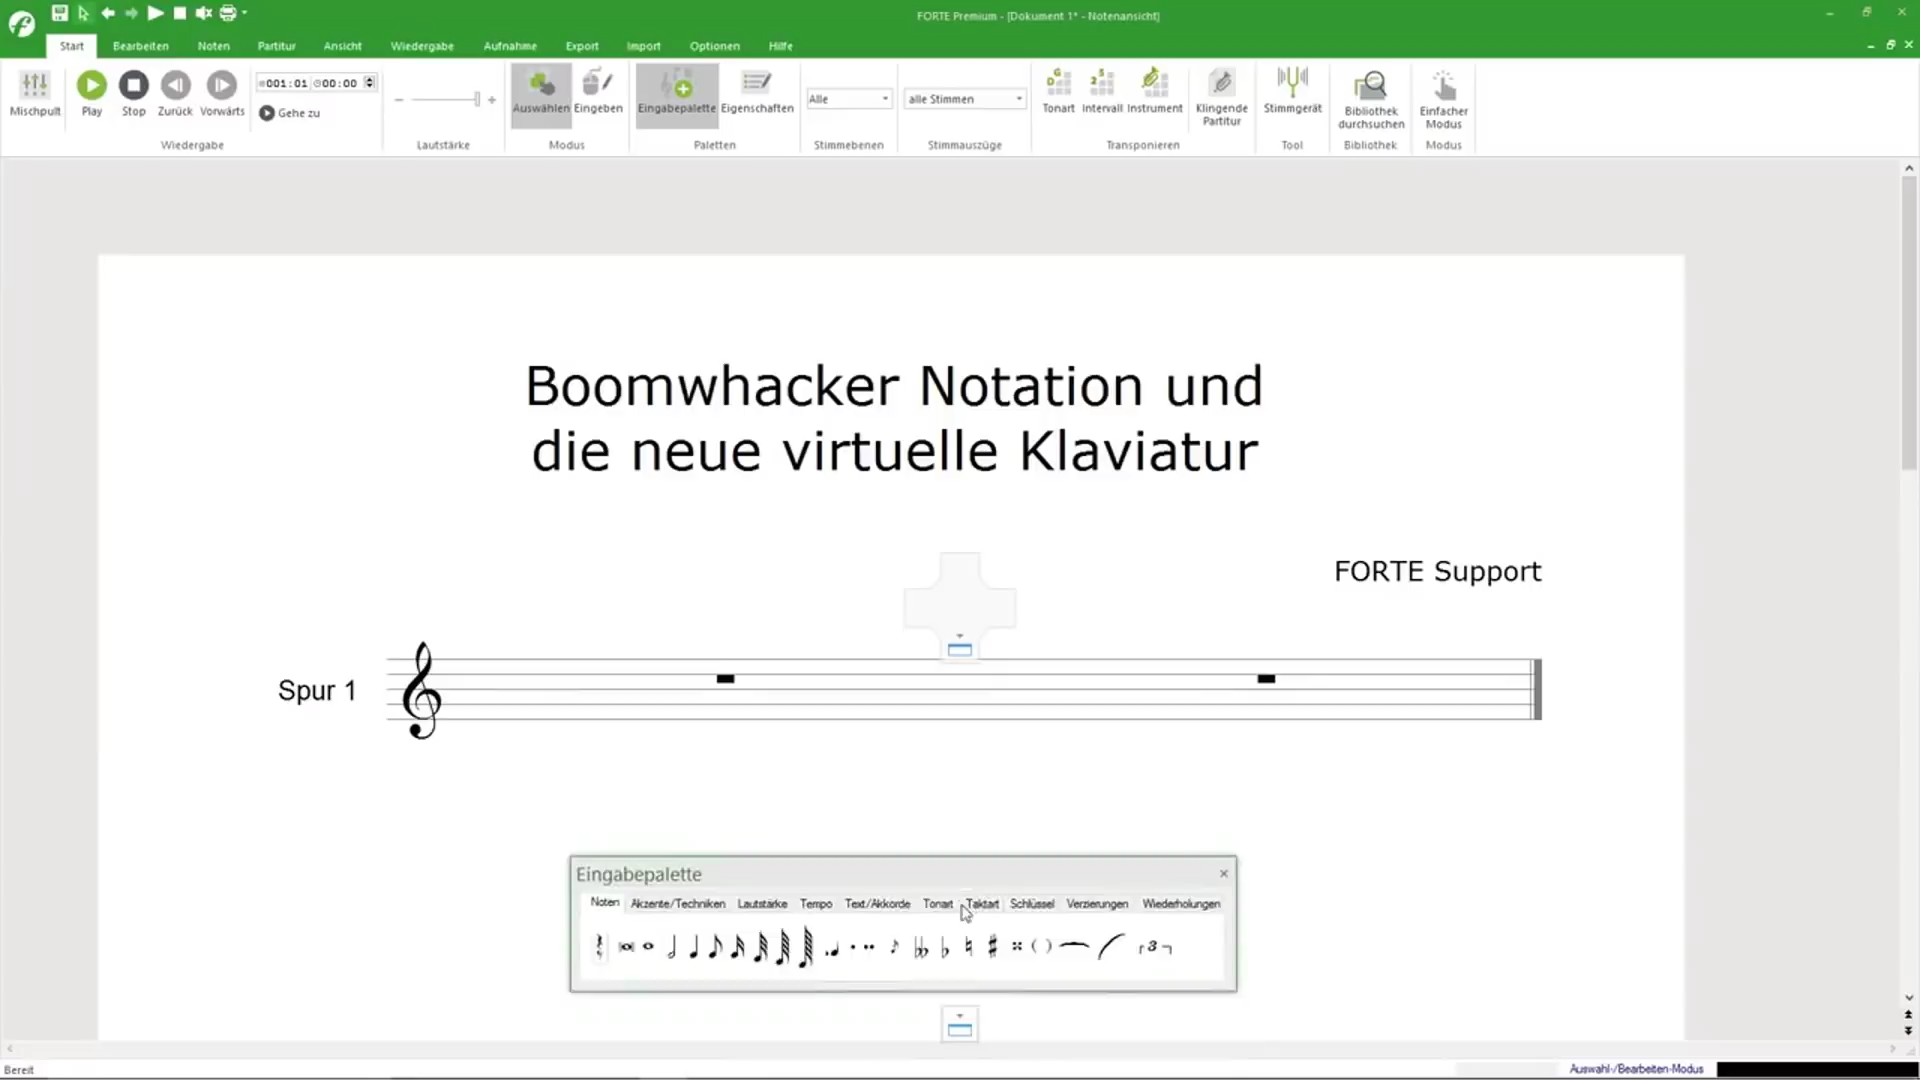 FORTE Premium - [Dokument 1* - Notenansicht]
Start Bearbeiten Noten Partitur Ansicht Wiedergabe Aufnahme Export Import Optionen Hilfe
Mischpult Play Stop Zurück Vorwärts
001:01 00:00
Gehe zu
Wiedergabe
Lautstärke
Auswählen Eingeben
Modus
Eingabepalette Eigenschaften
Paletten
Alle
Stimmebenen
alle Stimmen
Stimmauszüge
Tonart Intervall Instrument
Klingende
Partitur
Transponieren
Stimmgerät
Tool
Bibliothek
durchsuchen
Bibliothek
Einfacher
Modus
Modus
Boomwhacker Notation und
die neue virtuelle Klaviatur
FORTE Support
Spur 1
Eingabepalette
Noten Akzente/Techniken Lautstärke Tempo Text/Akkorde Tonart Taktart Schlüssel Verzierungen Wiederholungen
3
Bereit
Auswahl-/Bearbeiten-Modus